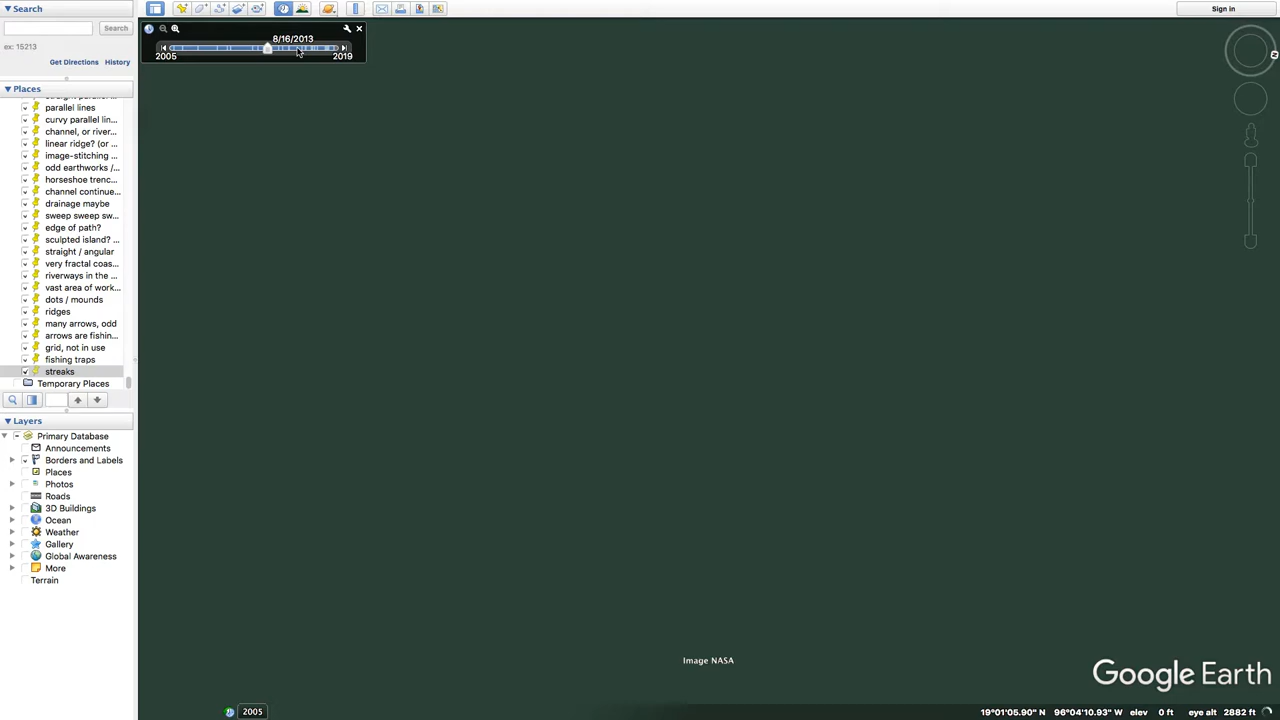 Sign in
Search
Search
ex: 15213
Get Directions
History
8/16/2013
2005
2019
Places
parallel lines
curvy parallel lin...
channel, or river...
linear ridge? (or ...
image-stitching ...
odd earthworks /...
horseshoe trenc...
channel continue...
drainage maybe
sweep sweep sw...
edge of path?
sculpted island? ...
straight / angular
very fractal coas...
riverways in the ...
vast area of work...
dots / mounds
ridges
many arrows, odd
arrows are fishin...
grid, not in use
fishing traps
streaks
Temporary Places
Layers
Primary Database
Announcements
Borders and Labels
Places
Photos
Roads
3D Buildings
Ocean
Weather
Gallery
Global Awareness
More
Terrain
N
Image NASA
Google Earth
2005
19°01'05.90" N 96°04'10.93" W elev 0 ft eye alt 2882 ft